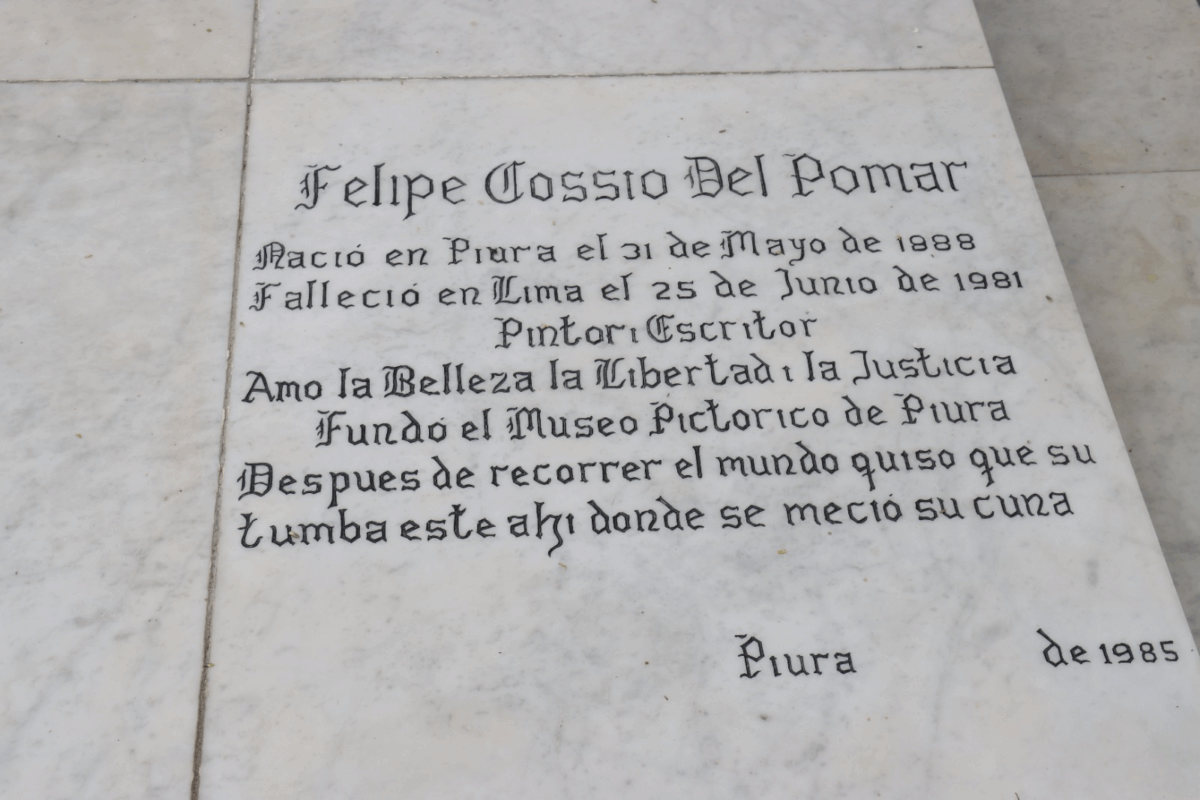 Felipe Cossio Del Pomar
Nació en Piura el 31 de Mayo de 1888
Falleció en Lima el 25 de Junio de 1981
Pintor i Escritor
Amo la Belleza la Libertad i la Justicia
Fundó el Museo Pictorico de Piura
Despues de recorrer el mundo quiso que su
tumba este ahi donde se meció su cuna
Piura de 1985